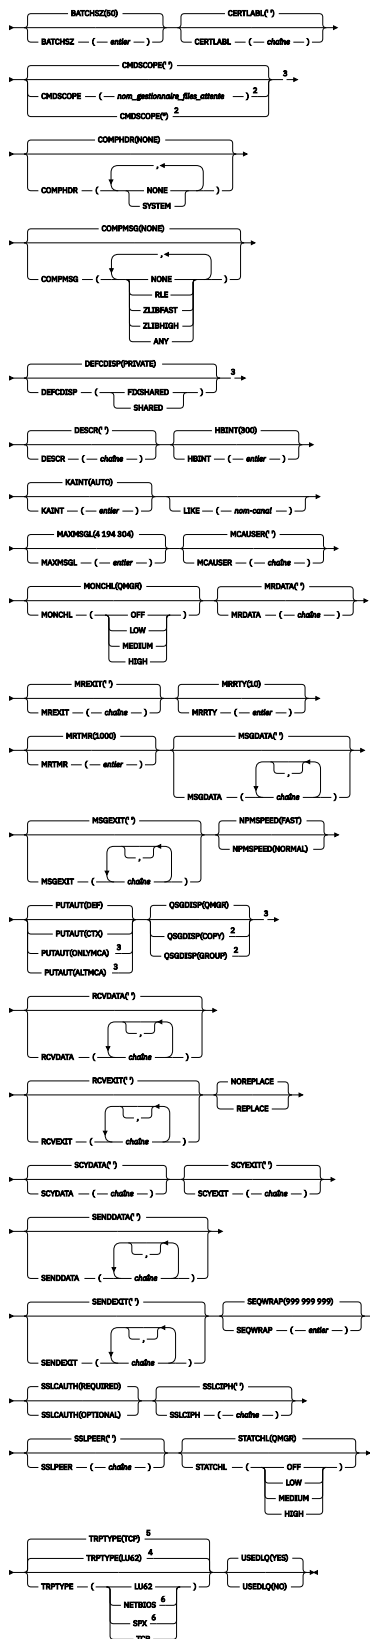 BATCHSZ(50) CERTLABL(' ')
BATCHSZ ( entier ) CERTLABL ( chaîne )
CMDSCOPE(' ') 3
CMDSCOPE ( nom_gestionnaire_files_attente ) 2
CMDSCOPE(*) 2
COMPHDR(NONE)
,
COMPHDR ( NONE )
SYSTEM
COMPMSG(NONE)
,
COMPMSG ( NONE )
RLE
ZLIBFAST
ZLIBHIGH
ANY
DEFCDISP(PRIVATE) 3
DEFCDISP ( FIXSHARED )
SHARED
DESCR(' ') HBINT(300)
DESCR ( chaîne ) HBINT ( entier )
KAINT(AUTO)
KAINT ( entier ) LIKE ( nom-canal )
MAXMSGL(4 194 304) MCAUSER(' ')
MAXMSGL ( entier ) MCAUSER ( chaîne )
MONCHL(QMGR) MRDATA(' ')
MONCHL ( OFF ) MRDATA ( chaîne )
LOW
MEDIUM
HIGH
MREXIT(' ') MRRTY(10)
MREXIT ( chaîne ) MRRTY ( entier )
MRTMR(1000) MSGDATA(' ')
MRTMR ( entier ) ,
MSGDATA ( chaîne )
MSGEXIT(' ') NPMSPEED(FAST)
, NPMSPEED(NORMAL)
MSGEXIT ( chaîne )
PUTAUT(DEF) QSGDISP(QMGR) 3
PUTAUT(CTX) QSGDISP(COPY) 2
PUTAUT(ONLYMCA) 3 QSGDISP(GROUP) 2
PUTAUT(ALTMCA) 3
RCVDATA(' ')
,
RCVDATA ( chaîne )
RCVEXIT(' ') NOREPLACE
, REPLACE
RCVEXIT ( chaîne )
SCYDATA(' ') SCYEXIT(' ')
SCYDATA ( chaîne ) SCYEXIT ( chaîne )
SENDDATA(' ')
,
SENDDATA ( chaîne )
SENDEXIT(' ') SEQWRAP(999 999 999)
, SEQWRAP ( entier )
SENDEXIT ( chaîne )
SSLCAUTH(REQUIRED) SSLCIPH(' ')
SSLCAUTH(OPTIONAL) SSLCIPH ( chaîne )
SSLPEER(' ') STATCHL(QMGR)
SSLPEER ( chaîne ) STATCHL ( OFF )
LOW
MEDIUM
HIGH
TRPTYPE(TCP) 5
TRPTYPE(LU62) 4 USEDLQ(YES)
TRPTYPE ( LU62 ) USEDLQ(NO)
NETBIOS 6
SPX 6
TCP